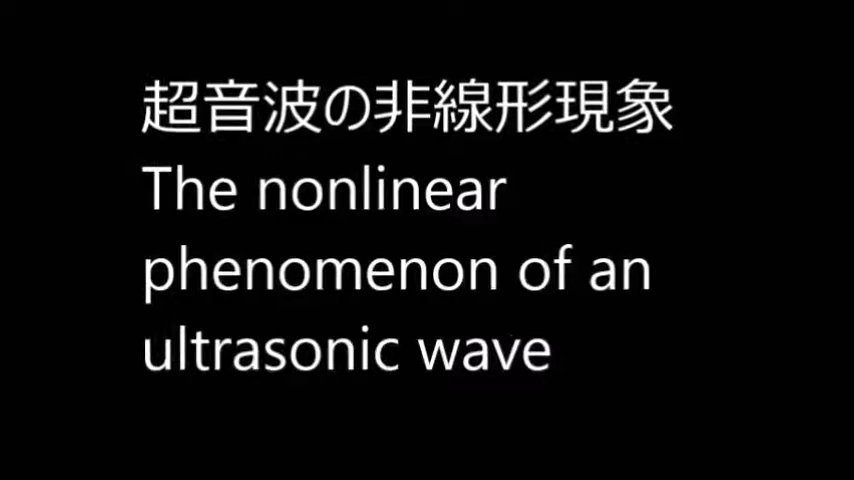 超音波の非線形現象
The nonlinear
phenomenon of an
ultrasonic wave